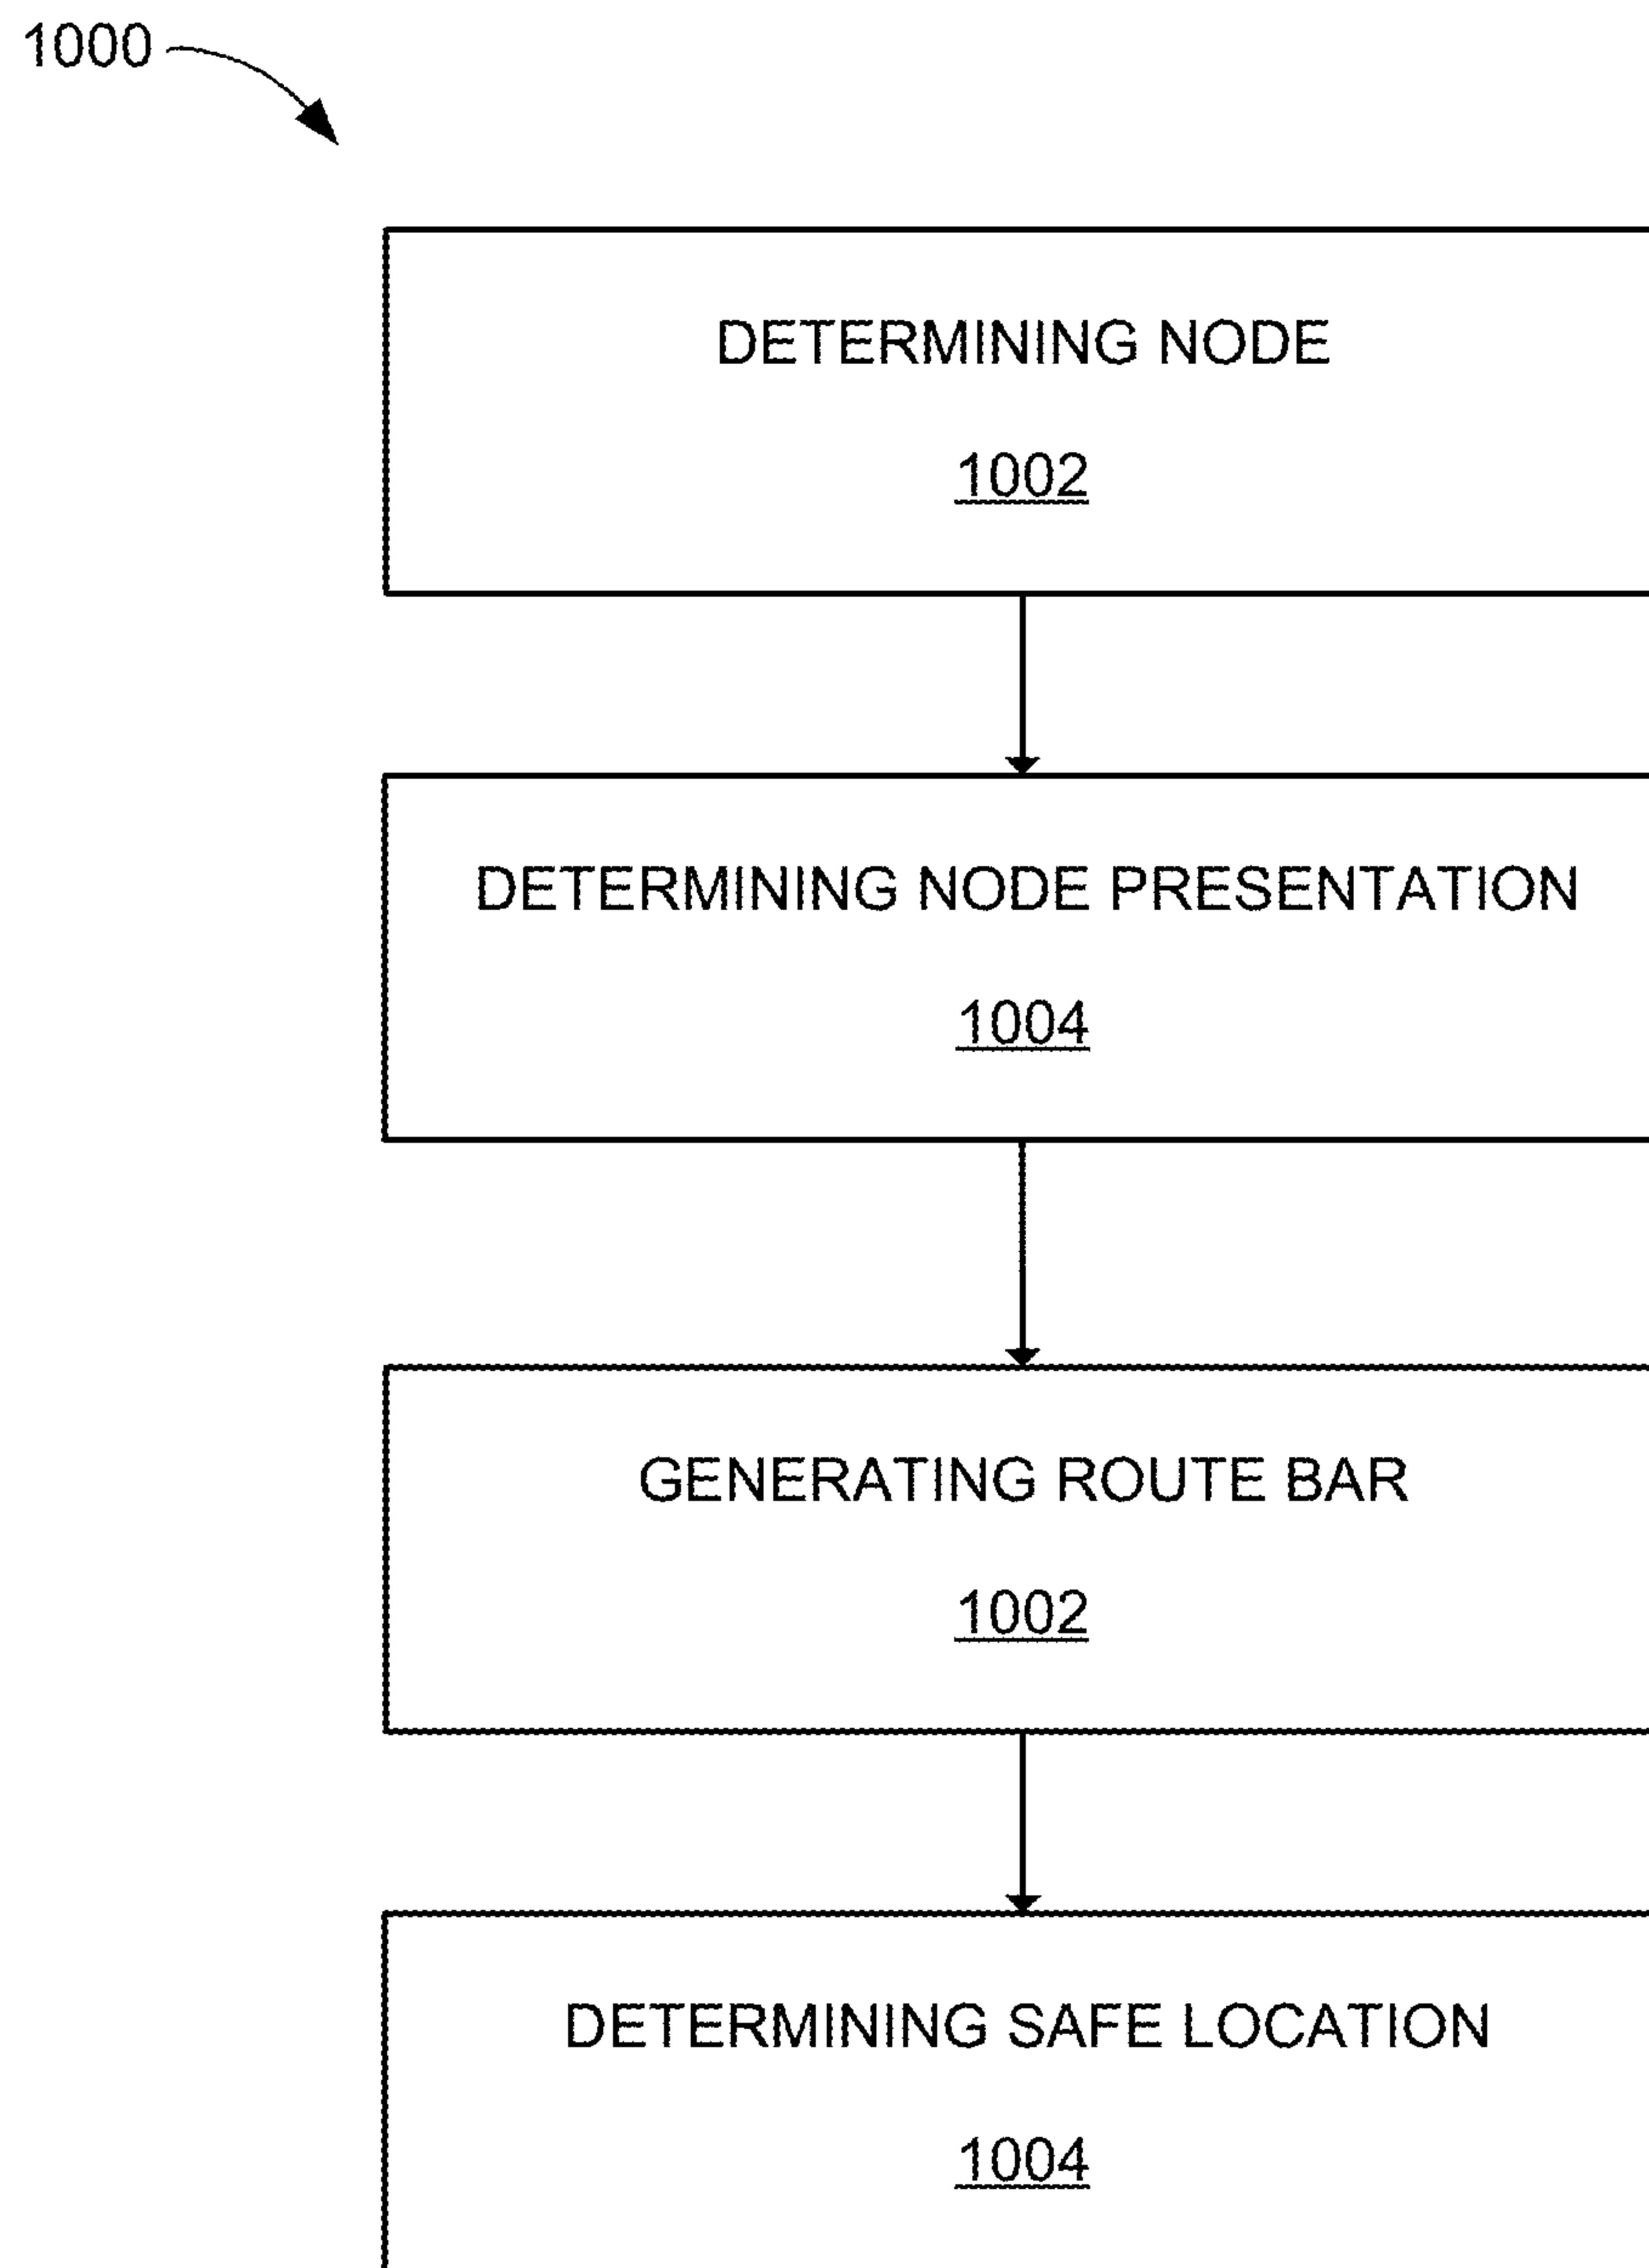 1000
DETERMINING NODE
1002
DETERMINING NODE PRESENTATION
1004
GENERATING ROUTE BAR
1002
DETERMINING SAFE LOCATION
1004